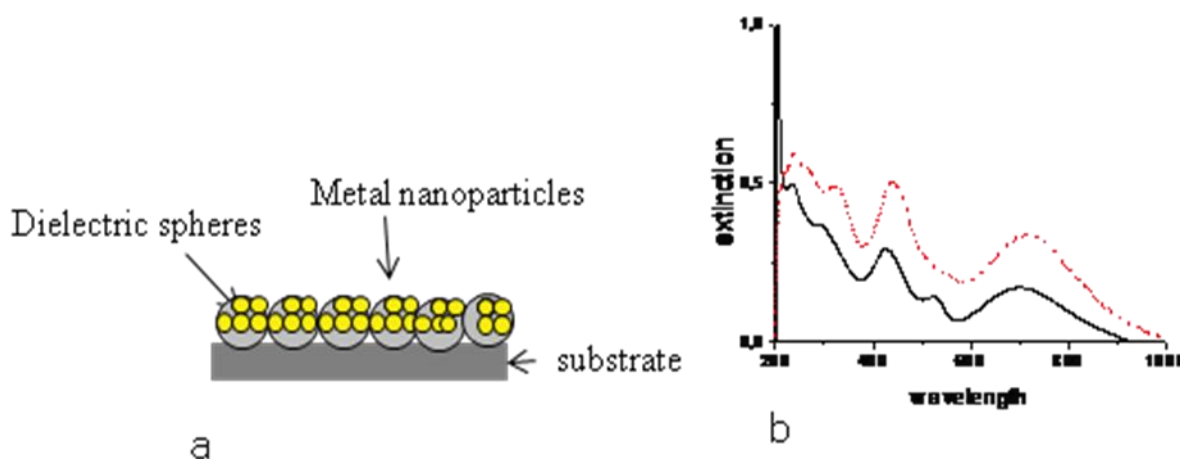 Metal nanoparticles
Dielectric spheres
substrate
a
1,0
0,5
0,0
extinction
200
400
600
800
1000
wavelength
b